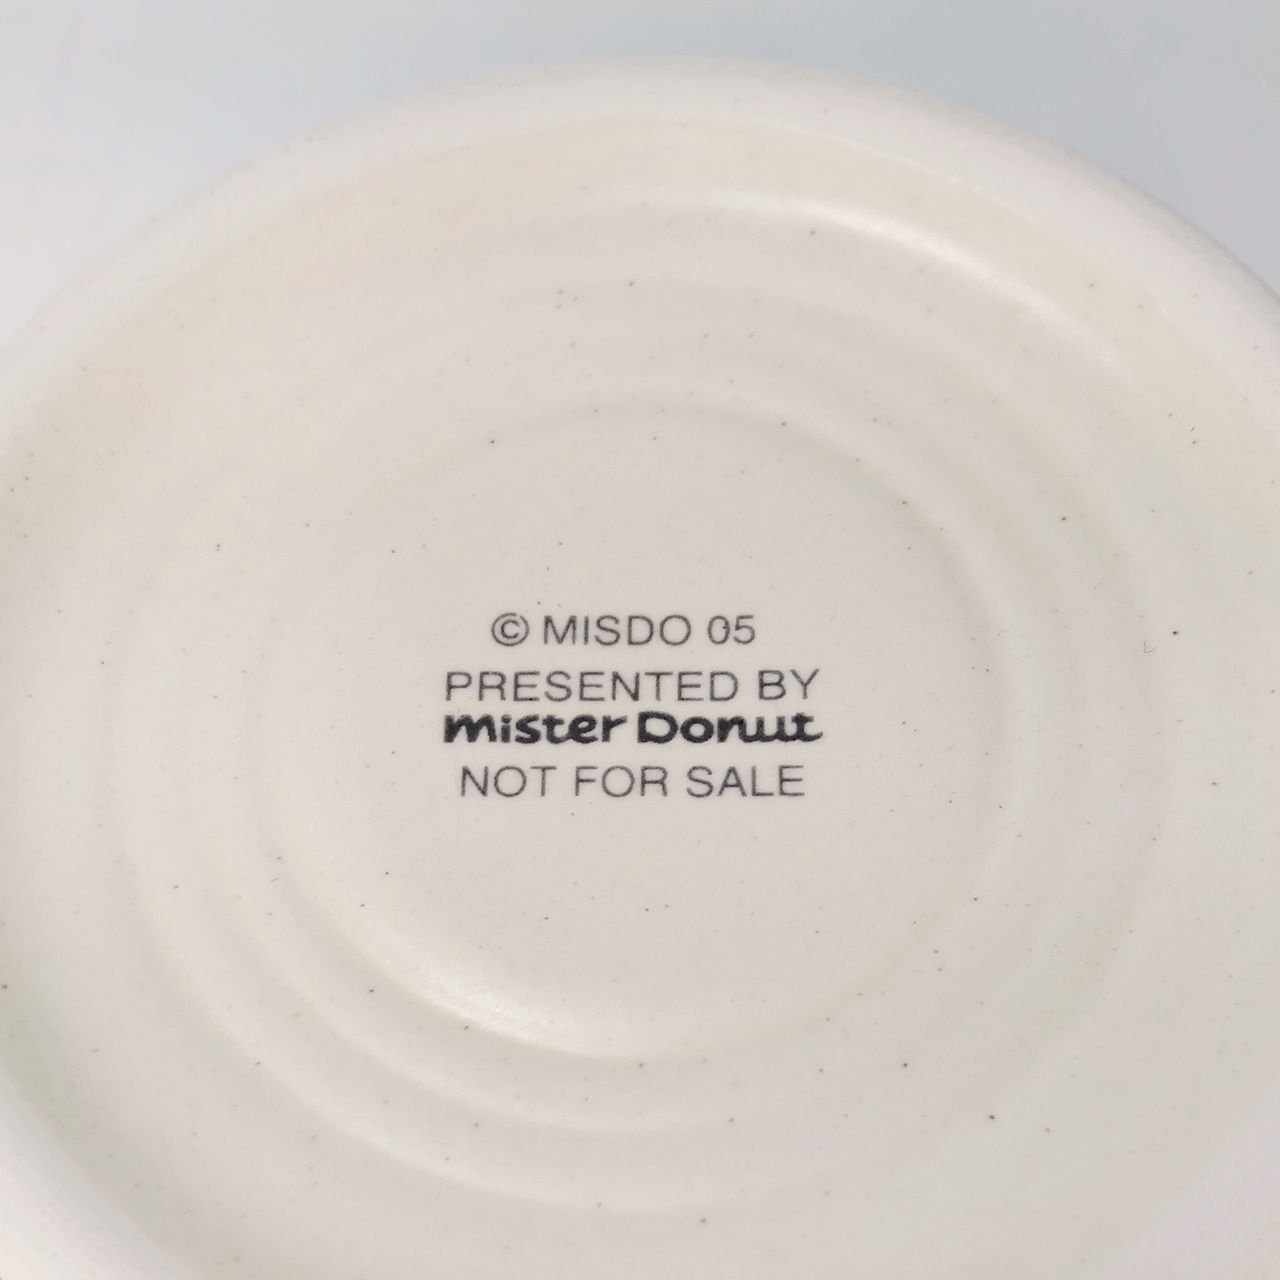 © MISDO 05
PRESENTED BY
mister Donut
NOT FOR SALE